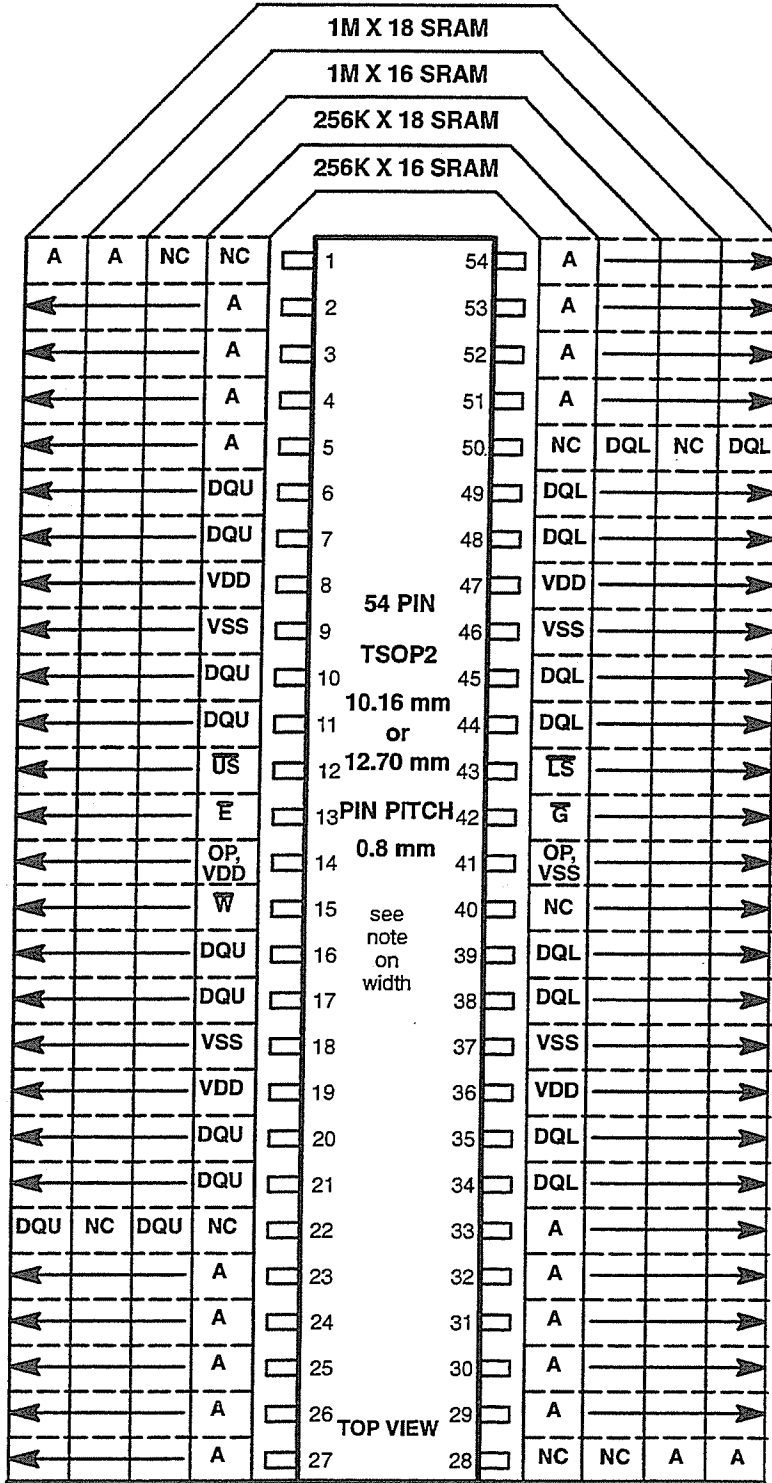 1M X 18 SRAM
1M X 16 SRAM
256K X 18 SRAM
256K X 16 SRAM
A A NC NC 1 54 A
A 2 53 A
A 3 52 A
A 4 51 A
A 5 50 NC DQL NC DQL
DQU 6 49 DQL
DQU 7 48 DQL
VDD 8 47 VDD
54 PIN
VSS 9 46 VSS
TSOP2
DQU 10 45 DQL
10.16 mm
DQU 11 44 DQL
or
U̅S̅ 12 12.70 mm 43 L̅S̅
E̅ 13 PIN PITCH 42 G̅
OP, VDD 14 0.8 mm 41 OP, VSS
W̅ 15 40 NC
see
note
DQU 16 39 DQL
on
width
DQU 17 38 DQL
VSS 18 37 VSS
VDD 19 36 VDD
DQU 20 35 DQL
DQU 21 34 DQL
DQU NC DQU NC 22 33 A
A 23 32 A
A 24 31 A
A 25 30 A
A 26 29 A
TOP VIEW
A 27 28 NC NC A A